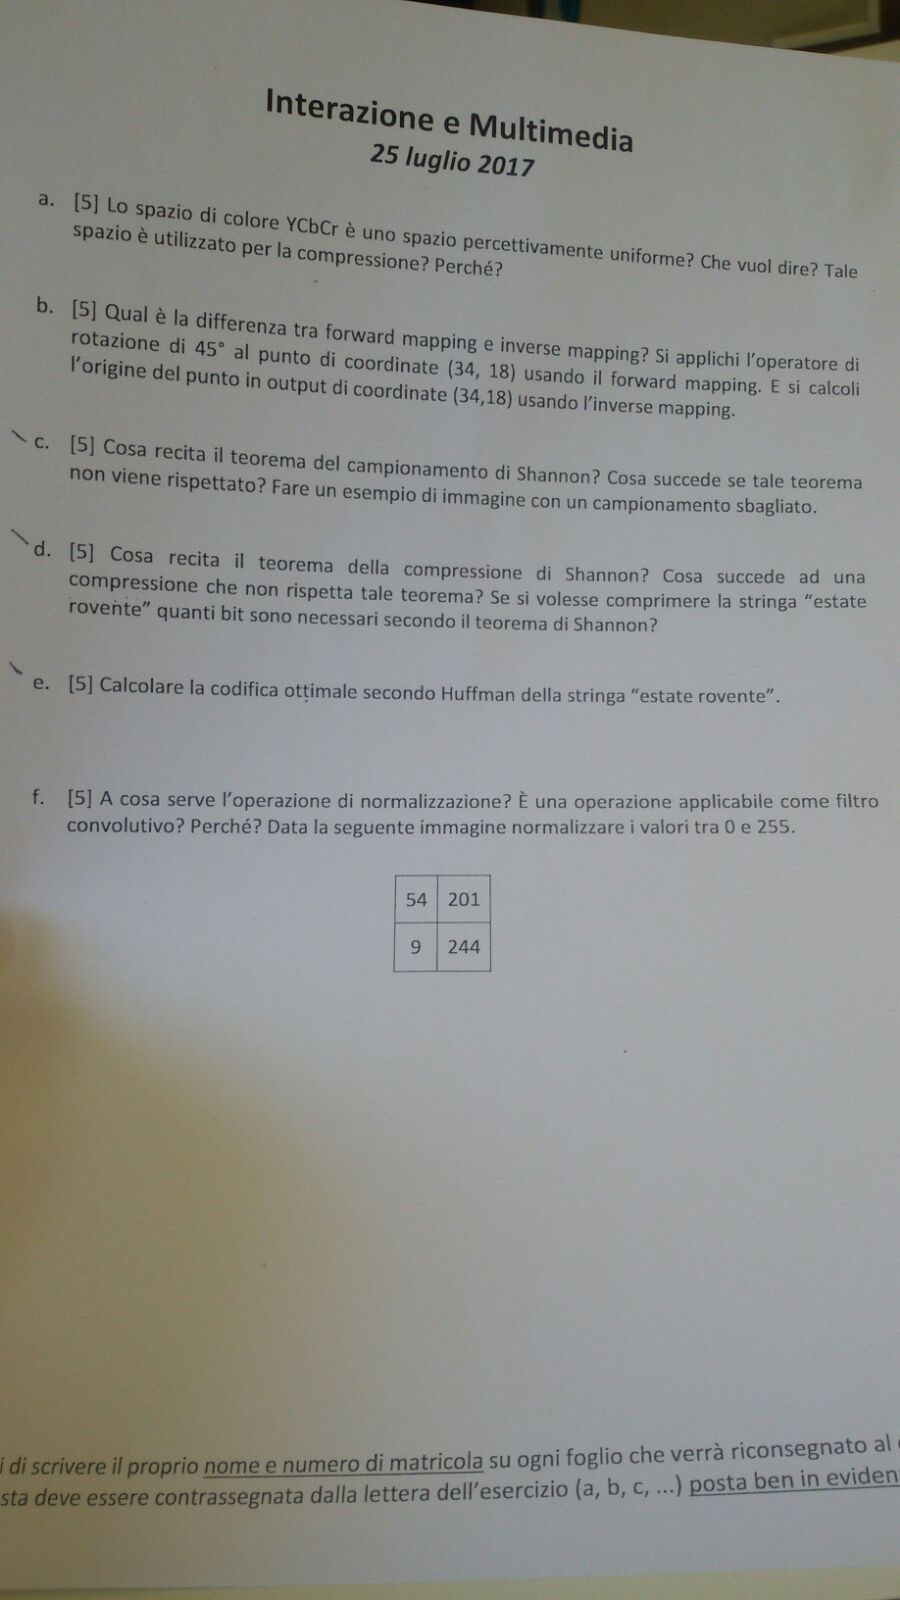 Interazione e Multimedia
25 luglio 2017
a. [5] Lo spazio di colore YCbCr è uno spazio percettivamente uniforme? Che vuol dire? Tale
spazio è utilizzato per la compressione? Perché?
b. [5] Qual è la differenza tra forward mapping e inverse mapping? Si applichi l'operatore di
rotazione di 45° al punto di coordinate (34, 18) usando il forward mapping. E si calcoli
l'origine del punto in output di coordinate (34,18) usando l'inverse mapping.
c. [5] Cosa recita il teorema del campionamento di Shannon? Cosa succede se tale teorema
non viene rispettato? Fare un esempio di immagine con un campionamento sbagliato.
d. [5] Cosa recita il teorema della compressione di Shannon? Cosa succede ad una
compressione che non rispetta tale teorema? Se si volesse comprimere la stringa "estate
rovente" quanti bit sono necessari secondo il teorema di Shannon?
e. [5] Calcolare la codifica ottimale secondo Huffman della stringa "estate rovente".
f. [5] A cosa serve l'operazione di normalizzazione? È una operazione applicabile come filtro
convolutivo? Perché? Data la seguente immagine normalizzare i valori tra 0 e 255.
54 201
9 244
i di scrivere il proprio nome e numero di matricola su ogni foglio che verrà riconsegnato al
sta deve essere contrassegnata dalla lettera dell'esercizio (a, b, c, ...) posta ben in eviden